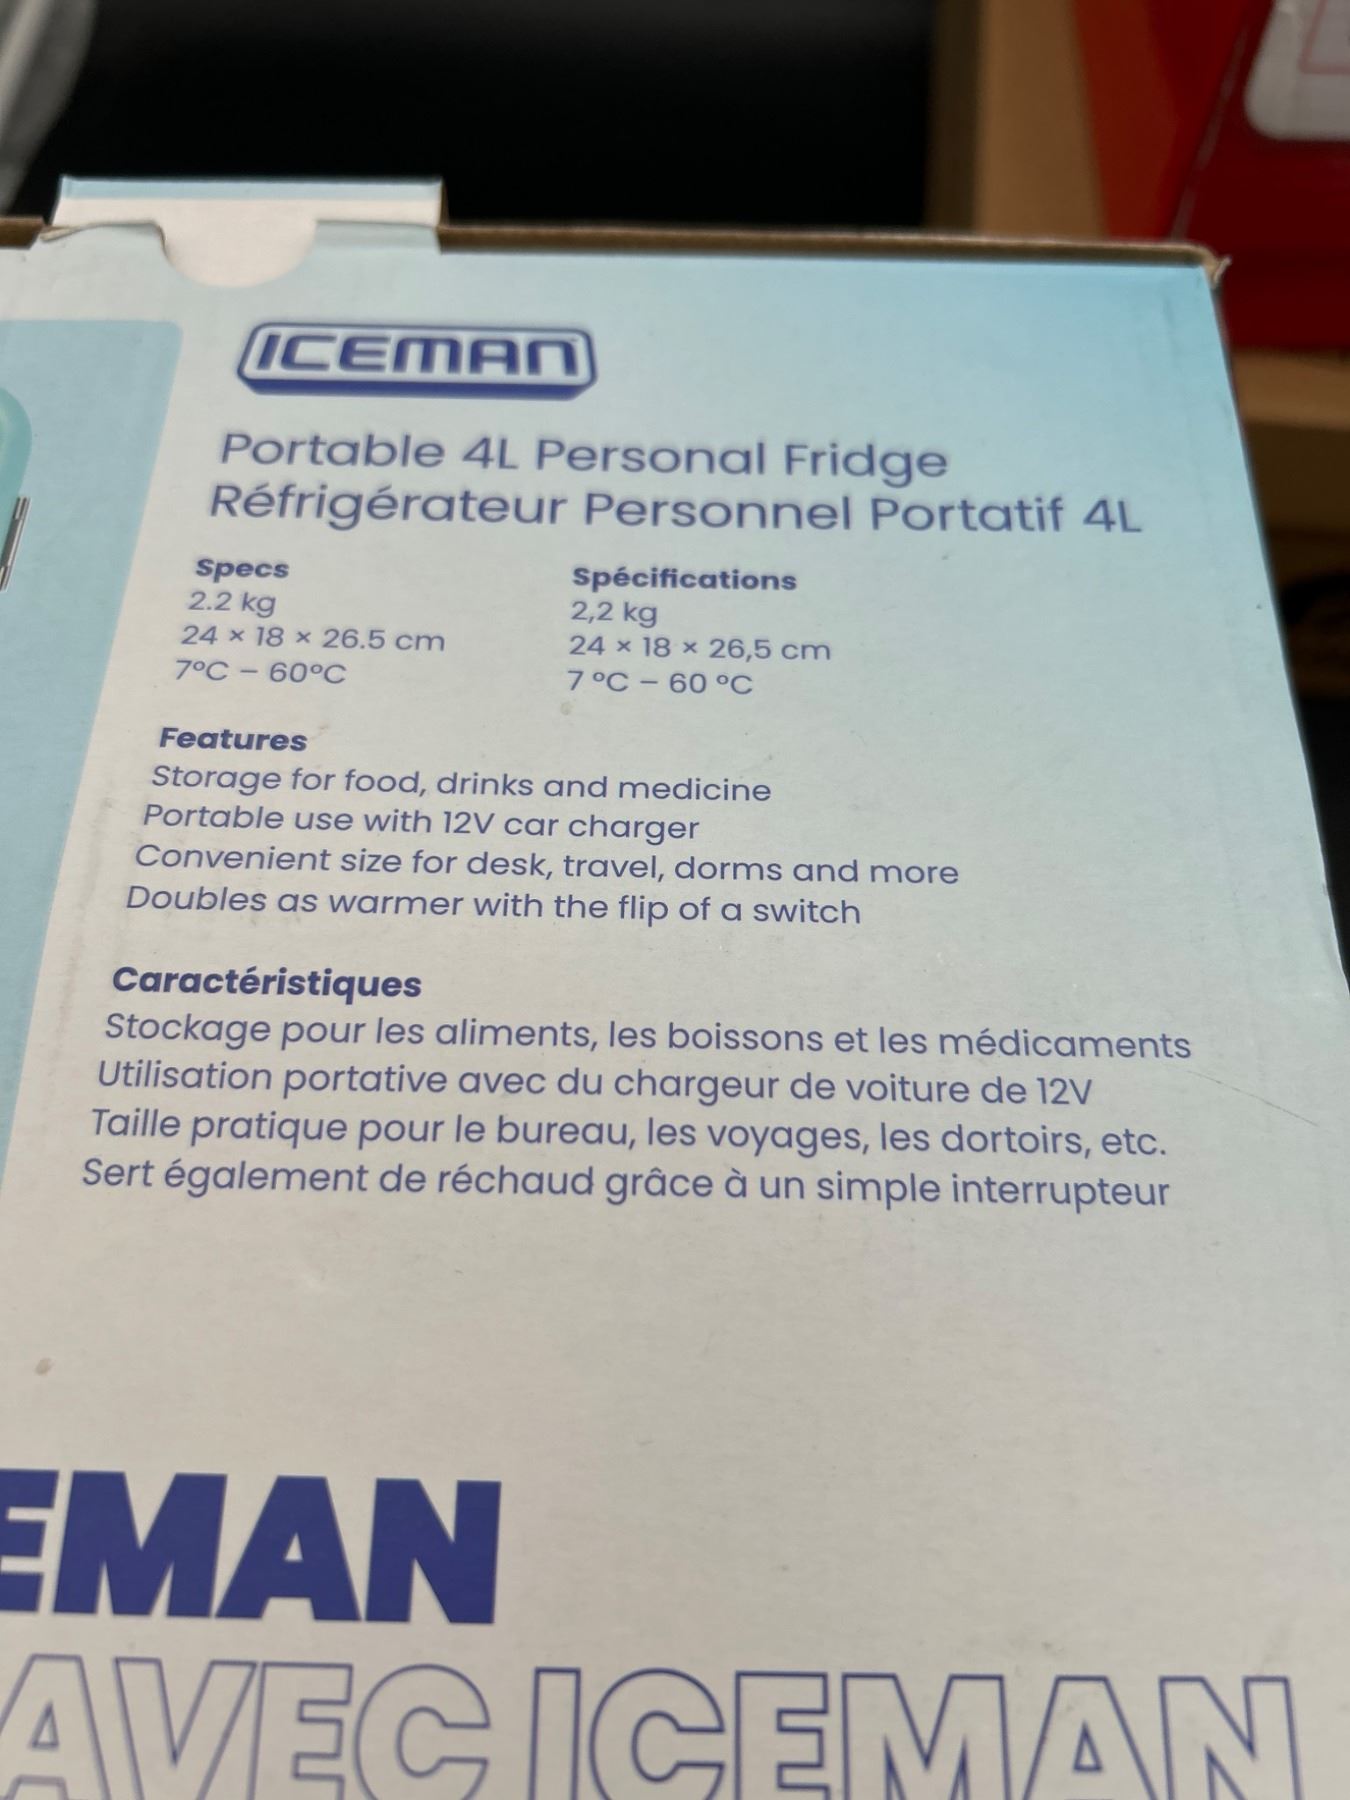 ICEMAN
Portable 4L Personal Fridge
Réfrigérateur Personnel Portatif 4L
Specs
2.2 kg
24 × 18 × 26.5 cm
7°C – 60°C
Spécifications
2,2 kg
24 × 18 × 26,5 cm
7 °C – 60 °C
Features
Storage for food, drinks and medicine
Portable use with 12V car charger
Convenient size for desk, travel, dorms and more
Doubles as warmer with the flip of a switch
Caractéristiques
Stockage pour les aliments, les boissons et les médicaments
Utilisation portative avec du chargeur de voiture de 12V
Taille pratique pour le bureau, les voyages, les dortoirs, etc.
Sert également de réchaud grâce à un simple interrupteur
EMAN
AVEC ICEMAN